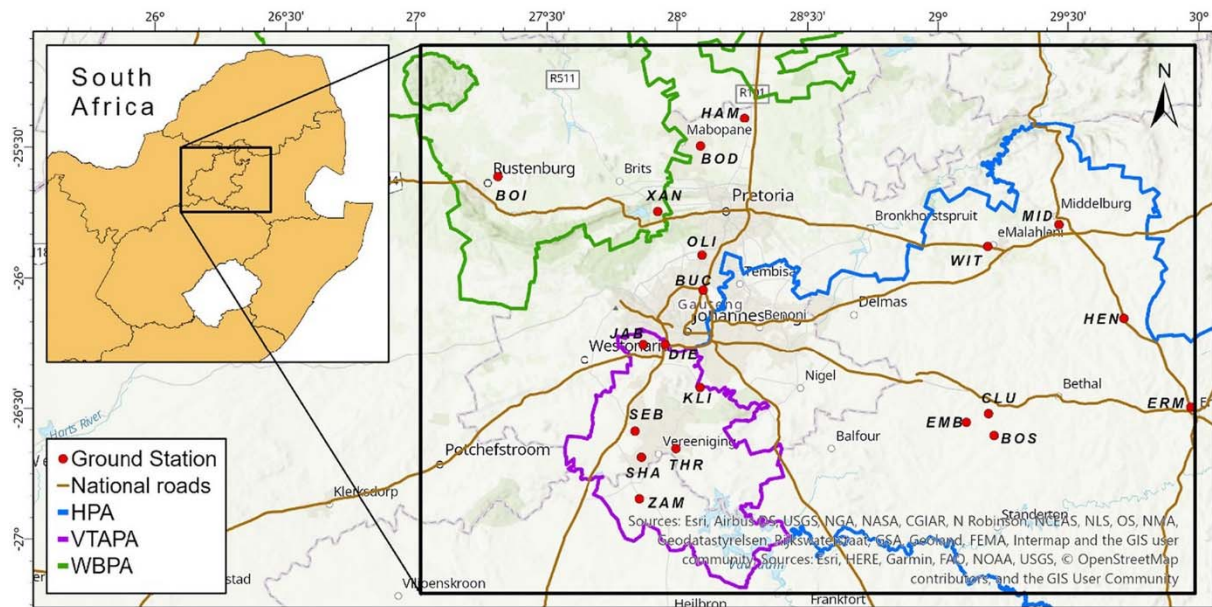 26°
26°30'
27°
27°30'
28°
28°30'
29°
29°30'
30°
-25°30'
-26°
-26°30'
-27°
South
Africa
R511
R101
N
HAM
Mabopane
BOD
Rustenburg
BOI
Brits
XAN
Pretoria
Bronkhorstspruit
MID
Middelburg
eMalahleni
WIT
OLI
Tembisa
BUC
Gauteng
Johannesburg
Benoni
Delmas
HEN
JAB
Westonaria
DIE
KLI
Nigel
Bethal
CLU
ERM
EMB
BOS
SEB
Vereeniging
Balfour
THR
SHA
ZAM
Potchefstroom
Klerksdorp
Harts River
Standerton
Viljoenskroon
Heilbron
Frankfort
Ground Station
National roads
HPA
VTAPA
WBPA
Sources: Esri, Airbus DS, USGS, NGA, NASA, CGIAR, N Robinson, NCEAS, NLS, OS, NMA,
Geodatastyrelsen, Rijkswaterstaat, GSA, Geoland, FEMA, Intermap and the GIS user
community, Sources: Esri, HERE, Garmin, FAO, NOAA, USGS, © OpenStreetMap
contributors, and the GIS User Community